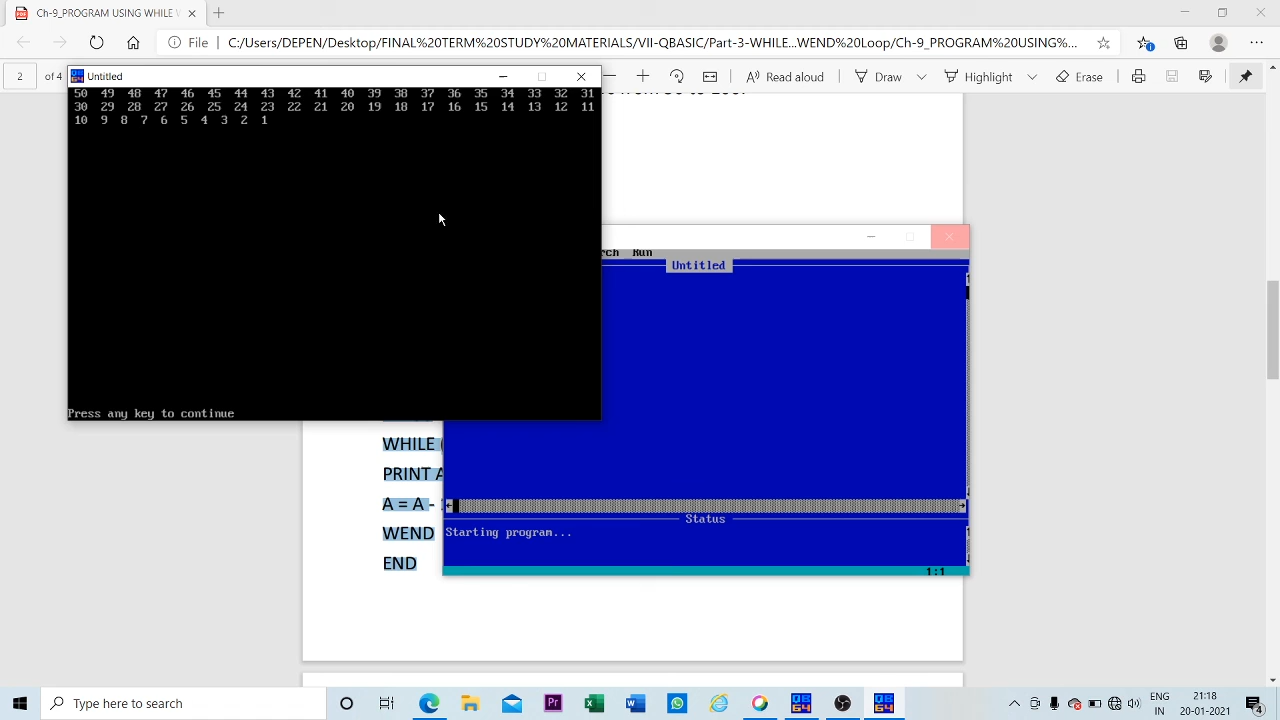 Ch-9_PROGRAM USING WHILE
File
C:/Users/DEPEN/Desktop/FINAL%20TERM%20STUDY%20MATERIALS/VII-QBASIC/Part-3-WHILE...WEND%20Loop/Ch-9_PROGRAM%20USING%...
2 of 4
Read aloud
Draw
Highlight
Erase
Untitled
50 49 48 47 46 45 44 43 42 41 40 39 38 37 36 35 34 33 32 31
30 29 28 27 26 25 24 23 22 21 20 19 18 17 16 15 14 13 12 11
10 9 8 7 6 5 4 3 2 1
Press any key to continue
rch Run
Untitled
WHILE (
PRINT A
A = A -
WEND
END
Status
Starting program...
1:1
Type here to search
ENG
IN
21:18
20-01-2021
4